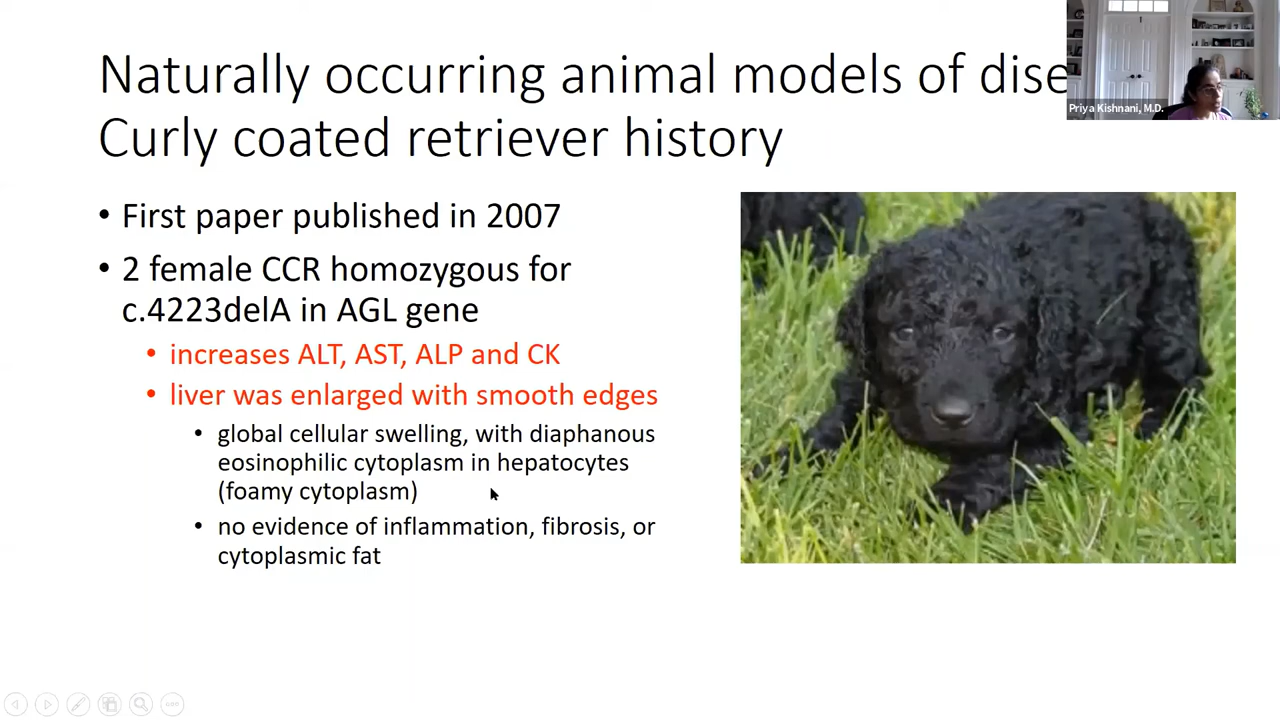 Naturally occurring animal models of dise
Curly coated retriever history
Priya Kishnani, M.D.
• First paper published in 2007
• 2 female CCR homozygous for
c.4223delA in AGL gene
• increases ALT, AST, ALP and CK
• liver was enlarged with smooth edges
• global cellular swelling, with diaphanous
eosinophilic cytoplasm in hepatocytes
(foamy cytoplasm)
• no evidence of inflammation, fibrosis, or
cytoplasmic fat